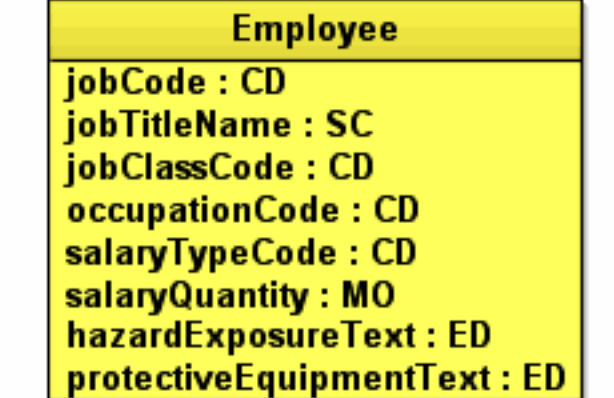 Employee
jobCode : CD
jobTitleName : SC
jobClassCode : CD
occupationCode : CD
salaryTypeCode : CD
salaryQuantity : MO
hazardExposureText : ED
protectiveEquipmentText : ED